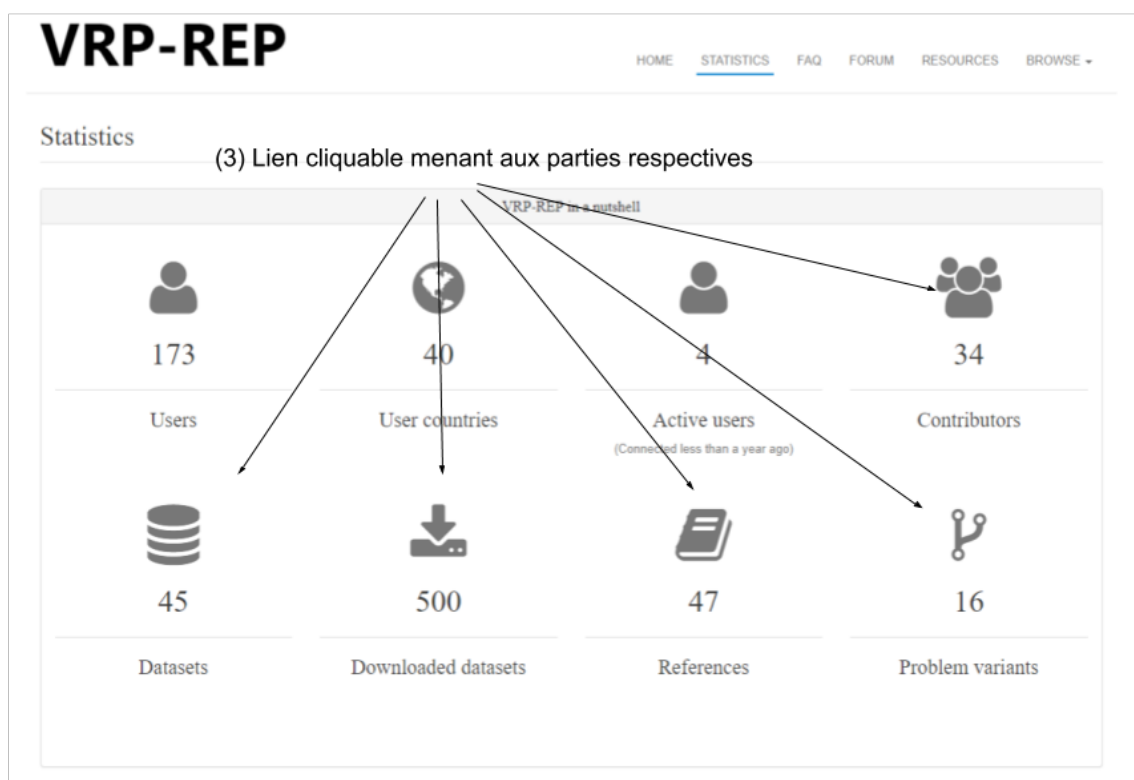 VRP-REP
HOME STATISTICS FAQ FORUM RESOURCES BROWSE
Statistics
(3) Lien cliquable menant aux parties respectives
VRP-REP in a nutshell
173 40 4 34
Users User countries Active users Contributors
(Connected less than a year ago)
45 500 47 16
Datasets Downloaded datasets References Problem variants